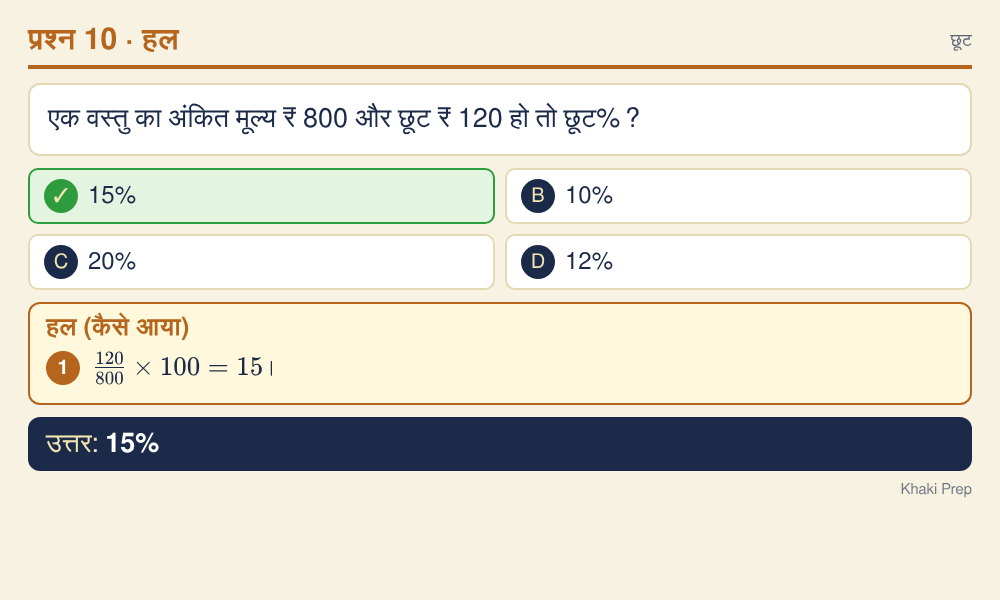 प्रश्न 10 · हल
छूट
एक वस्तु का अंकित मूल्य ₹ 800 और छूट ₹ 120 हो तो छूट% ?
✓ 15%
B 10%
C 20%
D 12%
हल (कैसे आया)
1 120/800 × 100 = 15।
उत्तर: 15%
Khaki Prep